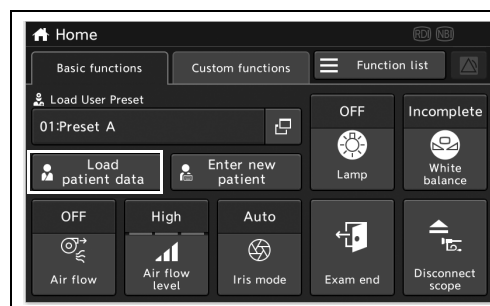 Home
RDI NBI
Basic functions
Custom functions
Function list
Load User Preset
01:Preset A
Load patient data
Enter new patient
OFF
Lamp
Incomplete
White balance
OFF
Air flow
High
Air flow level
Auto
Iris mode
Exam end
Disconnect scope